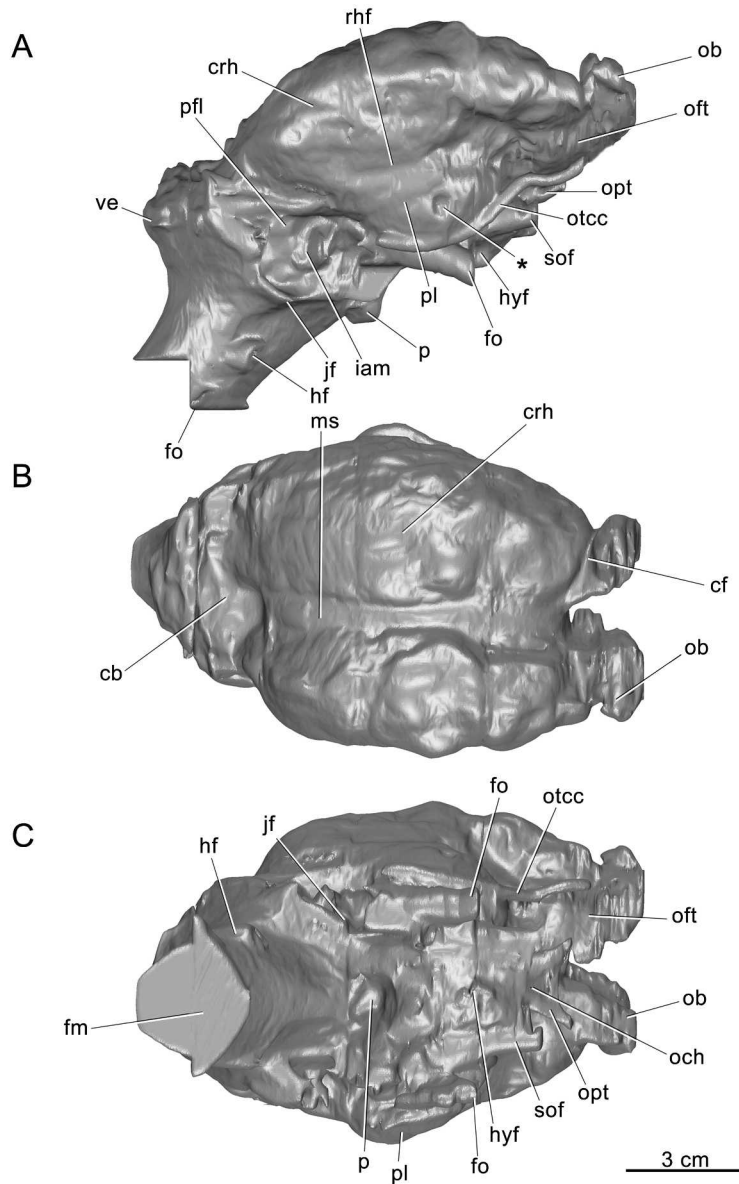 A
rhf
ob
crh
oft
pfl
opt
ve
otcc
sof
*
pl
hyf
fo
p
jf
iam
hf
fo
ms
crh
B
cf
cb
ob
fo
otcc
C
jf
hf
oft
fm
ob
och
opt
sof
hyf
p
fo
pl
3 cm